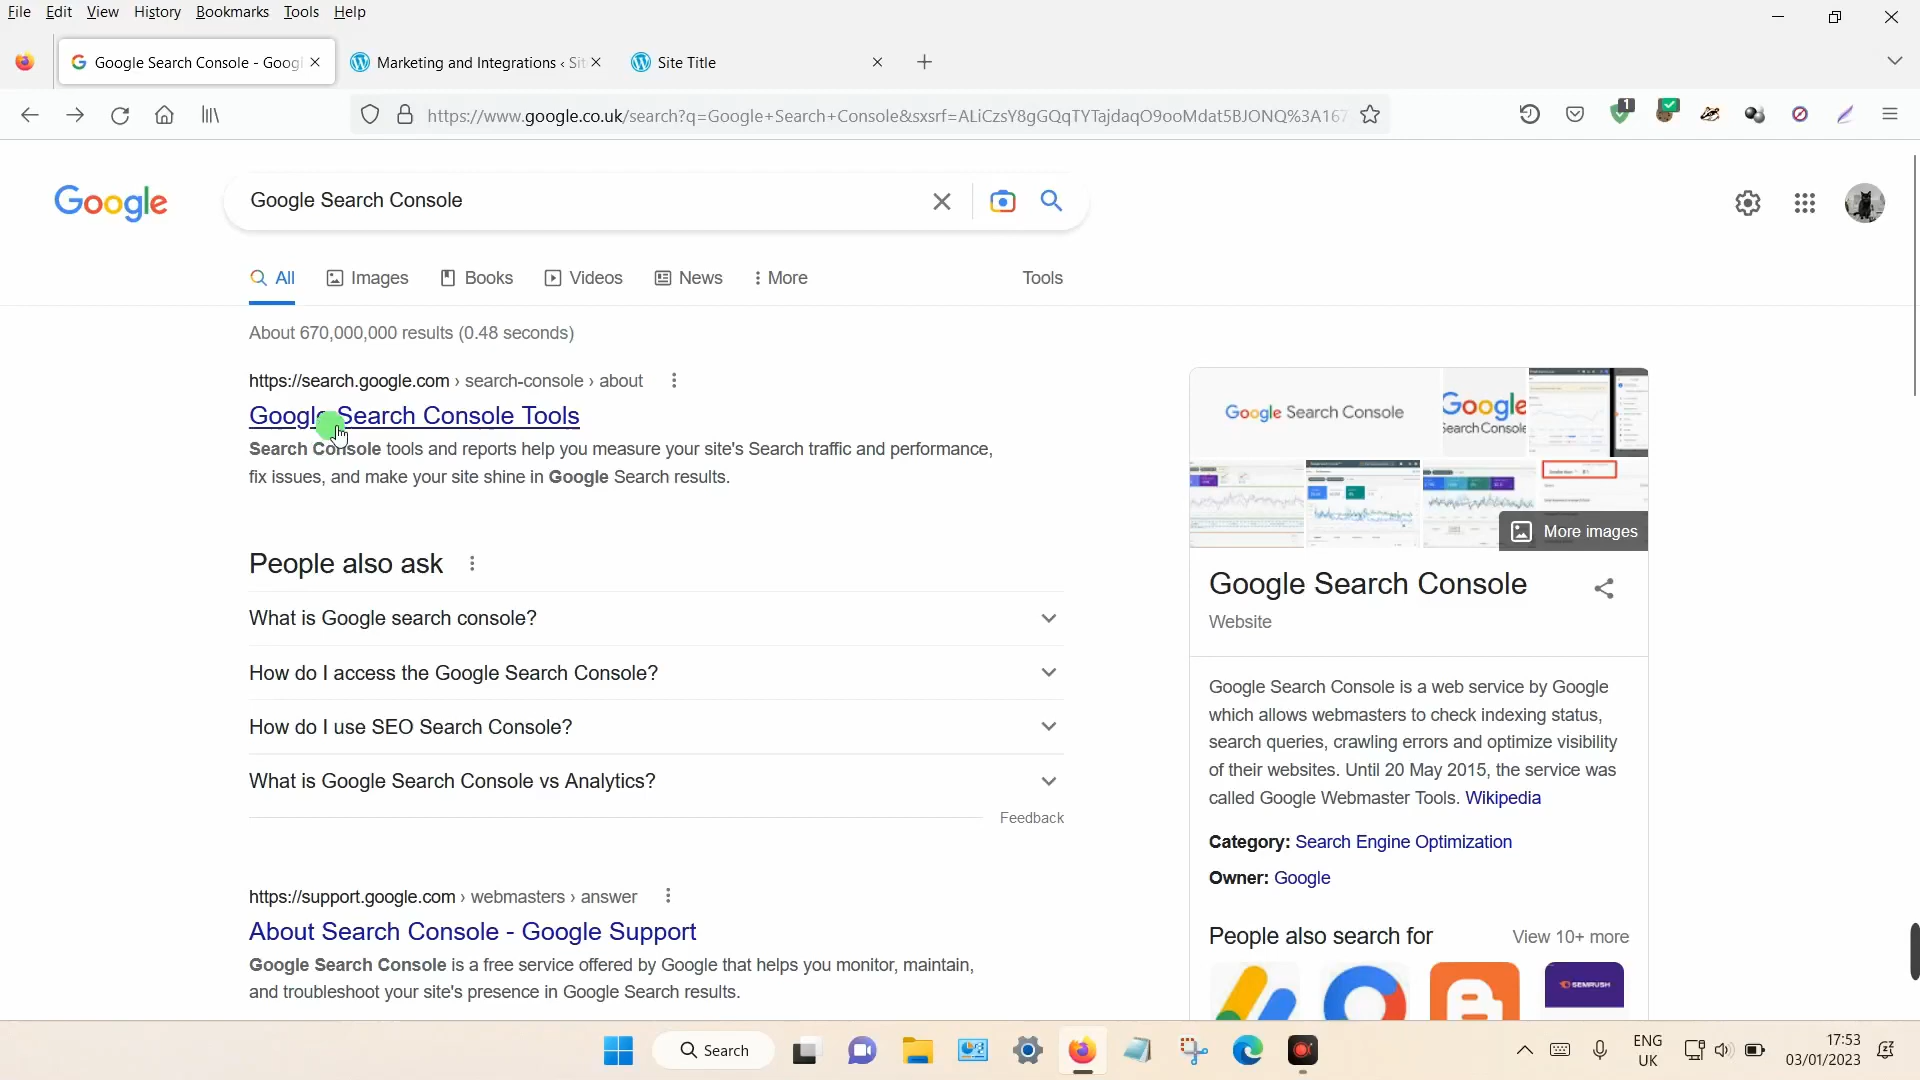 File Edit View History Bookmarks Tools Help
Google Search Console - Googl
Marketing and Integrations ‹ Sit
Site Title
https://www.google.co.uk/search?q=Google+Search+Console&sxsrf=ALiCzsY8gGQqTYTajdaqO9ooMdat5BJONQ%3A167
1
Google
Google Search Console
All Images Books Videos News More Tools
About 670,000,000 results (0.48 seconds)
https://search.google.com › search-console › about
Google Search Console Tools
Search Console tools and reports help you measure your site's Search traffic and performance,
fix issues, and make your site shine in Google Search results.
People also ask
What is Google search console?
How do I access the Google Search Console?
How do I use SEO Search Console?
What is Google Search Console vs Analytics?
Feedback
https://support.google.com › webmasters › answer
About Search Console - Google Support
Google Search Console is a free service offered by Google that helps you monitor, maintain,
and troubleshoot your site's presence in Google Search results.
Google Search Console
Google
Search Console
More images
Google Search Console
Website
Google Search Console is a web service by Google
which allows webmasters to check indexing status,
search queries, crawling errors and optimize visibility
of their websites. Until 20 May 2015, the service was
called Google Webmaster Tools. Wikipedia
Category: Search Engine Optimization
Owner: Google
People also search for
View 10+ more
SEMRUSH
Search
ENG
UK
17:53
03/01/2023